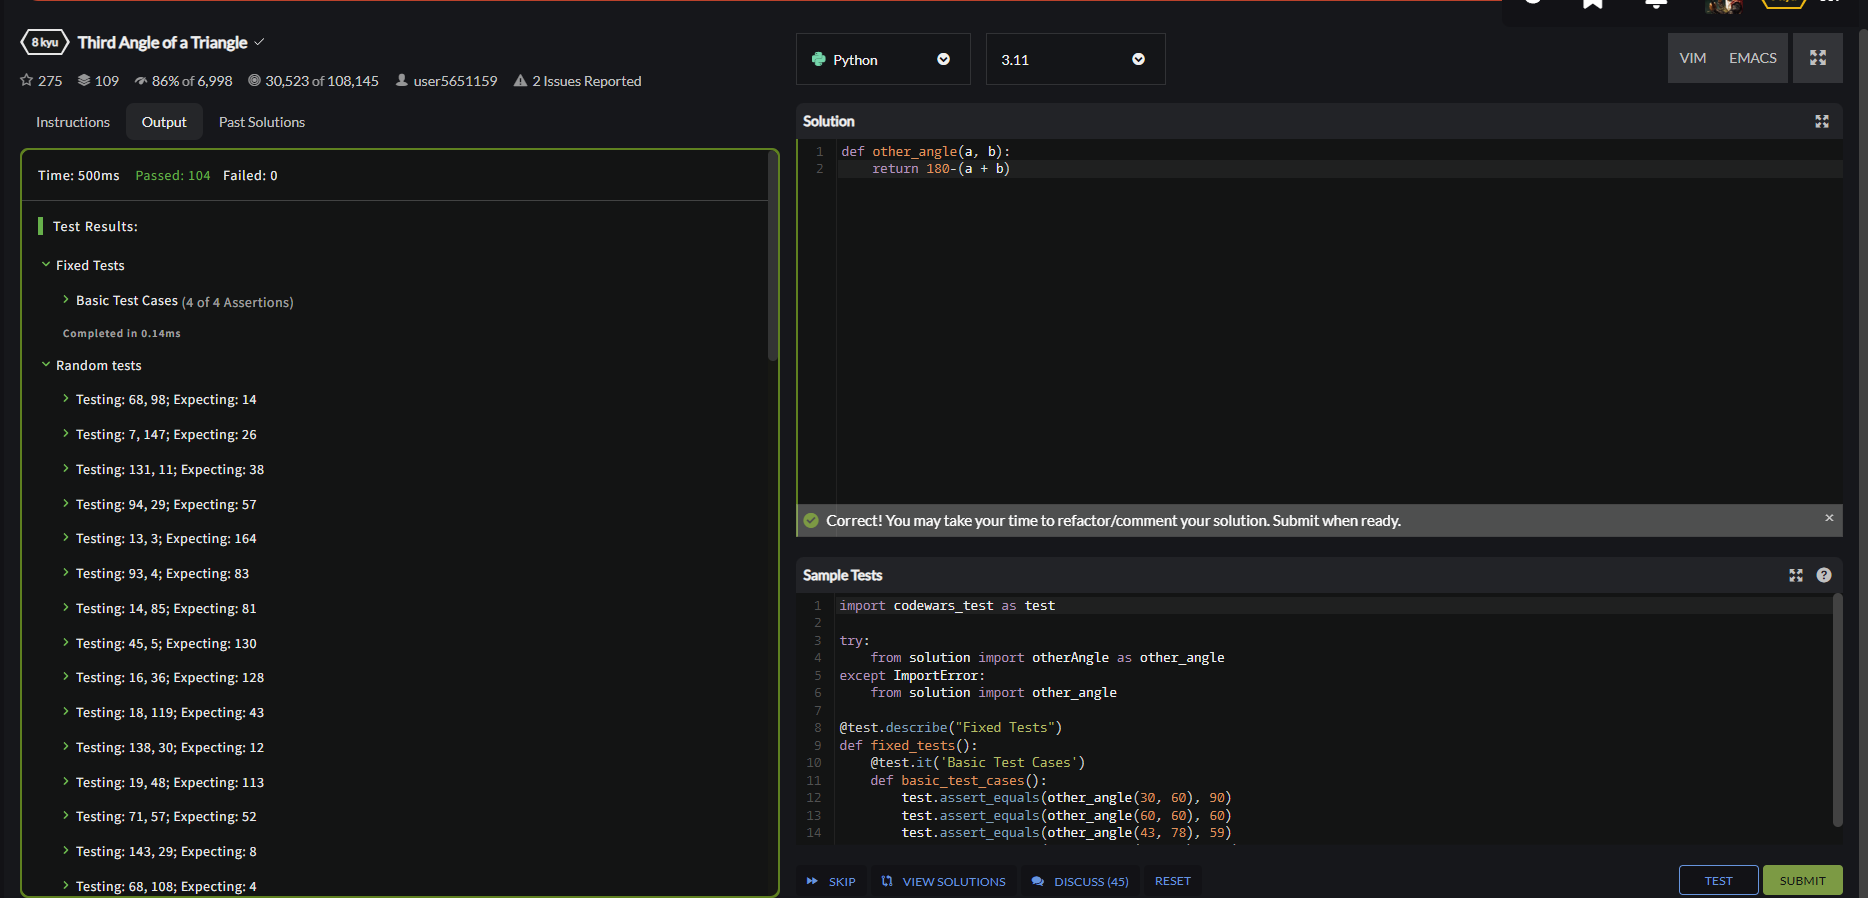 8 kyu Third Angle of a Triangle
275 109 86% of 6,998 30,523 of 108,145 user5651159 2 Issues Reported
Instructions Output Past Solutions
Time: 500ms Passed: 104 Failed: 0
Test Results:
Fixed Tests
Basic Test Cases (4 of 4 Assertions)
Completed in 0.14ms
Random tests
Testing: 68, 98; Expecting: 14
Testing: 7, 147; Expecting: 26
Testing: 131, 11; Expecting: 38
Testing: 94, 29; Expecting: 57
Testing: 13, 3; Expecting: 164
Testing: 93, 4; Expecting: 83
Testing: 14, 85; Expecting: 81
Testing: 45, 5; Expecting: 130
Testing: 16, 36; Expecting: 128
Testing: 18, 119; Expecting: 43
Testing: 138, 30; Expecting: 12
Testing: 19, 48; Expecting: 113
Testing: 71, 57; Expecting: 52
Testing: 143, 29; Expecting: 8
Testing: 68, 108; Expecting: 4
Python 3.11 VIM EMACS
Solution
1 def other_angle(a, b):
2     return 180-(a + b)
Correct! You may take your time to refactor/comment your solution. Submit when ready. ×
Sample Tests ?
1 import codewars_test as test
2
3 try:
4     from solution import otherAngle as other_angle
5 except ImportError:
6     from solution import other_angle
7
8 @test.describe("Fixed Tests")
9 def fixed_tests():
10     @test.it('Basic Test Cases')
11     def basic_test_cases():
12         test.assert_equals(other_angle(30, 60), 90)
13         test.assert_equals(other_angle(60, 60), 60)
14         test.assert_equals(other_angle(43, 78), 59)
SKIP VIEW SOLUTIONS DISCUSS (45) RESET TEST SUBMIT